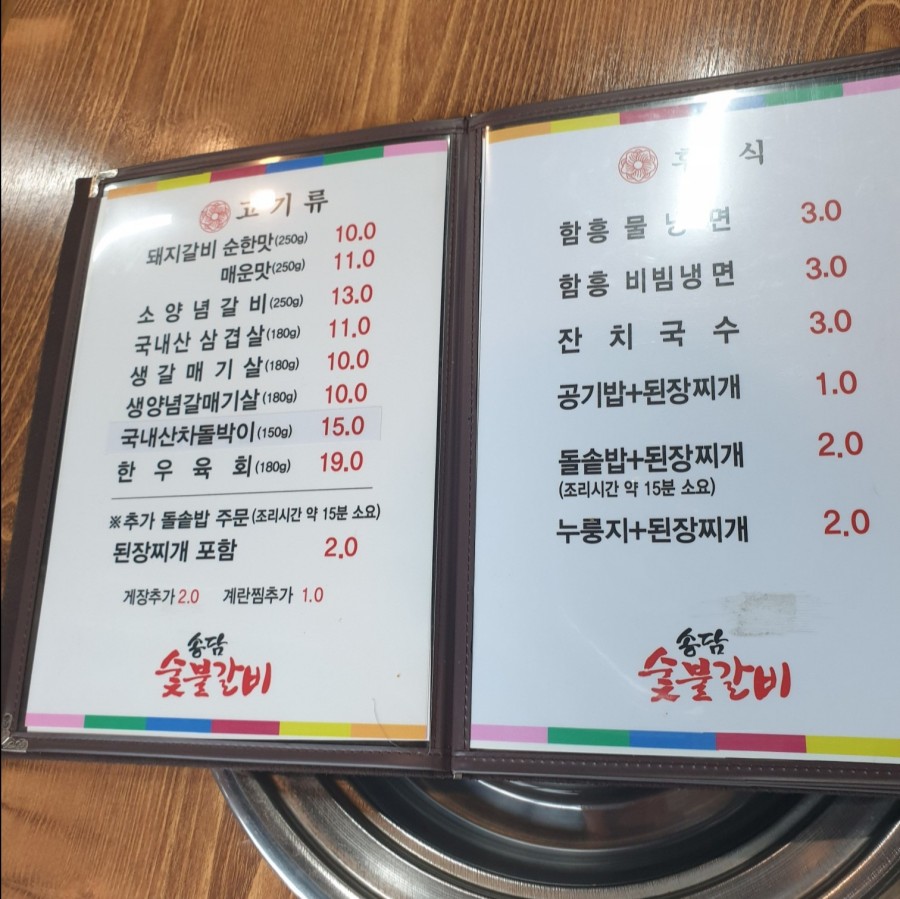 고기류
돼지갈비 순한맛(250g) 10.0
매운맛(250g) 11.0
소양념갈비(250g) 13.0
국내산 삼겹살(180g) 11.0
생갈매기살(180g) 10.0
생양념갈매기살(180g) 10.0
국내산차돌박이(150g) 15.0
한우육회(180g) 19.0
※추가 돌솥밥 주문(조리시간 약 15분 소요)
된장찌개 포함 2.0
게장추가 2.0 계란찜추가 1.0
송담
숯불갈비
후식
함흥 물냉면 3.0
함흥 비빔냉면 3.0
잔치국수 3.0
공기밥+된장찌개 1.0
돌솥밥+된장찌개 2.0
(조리시간 약 15분 소요)
누룽지+된장찌개 2.0
송담
숯불갈비